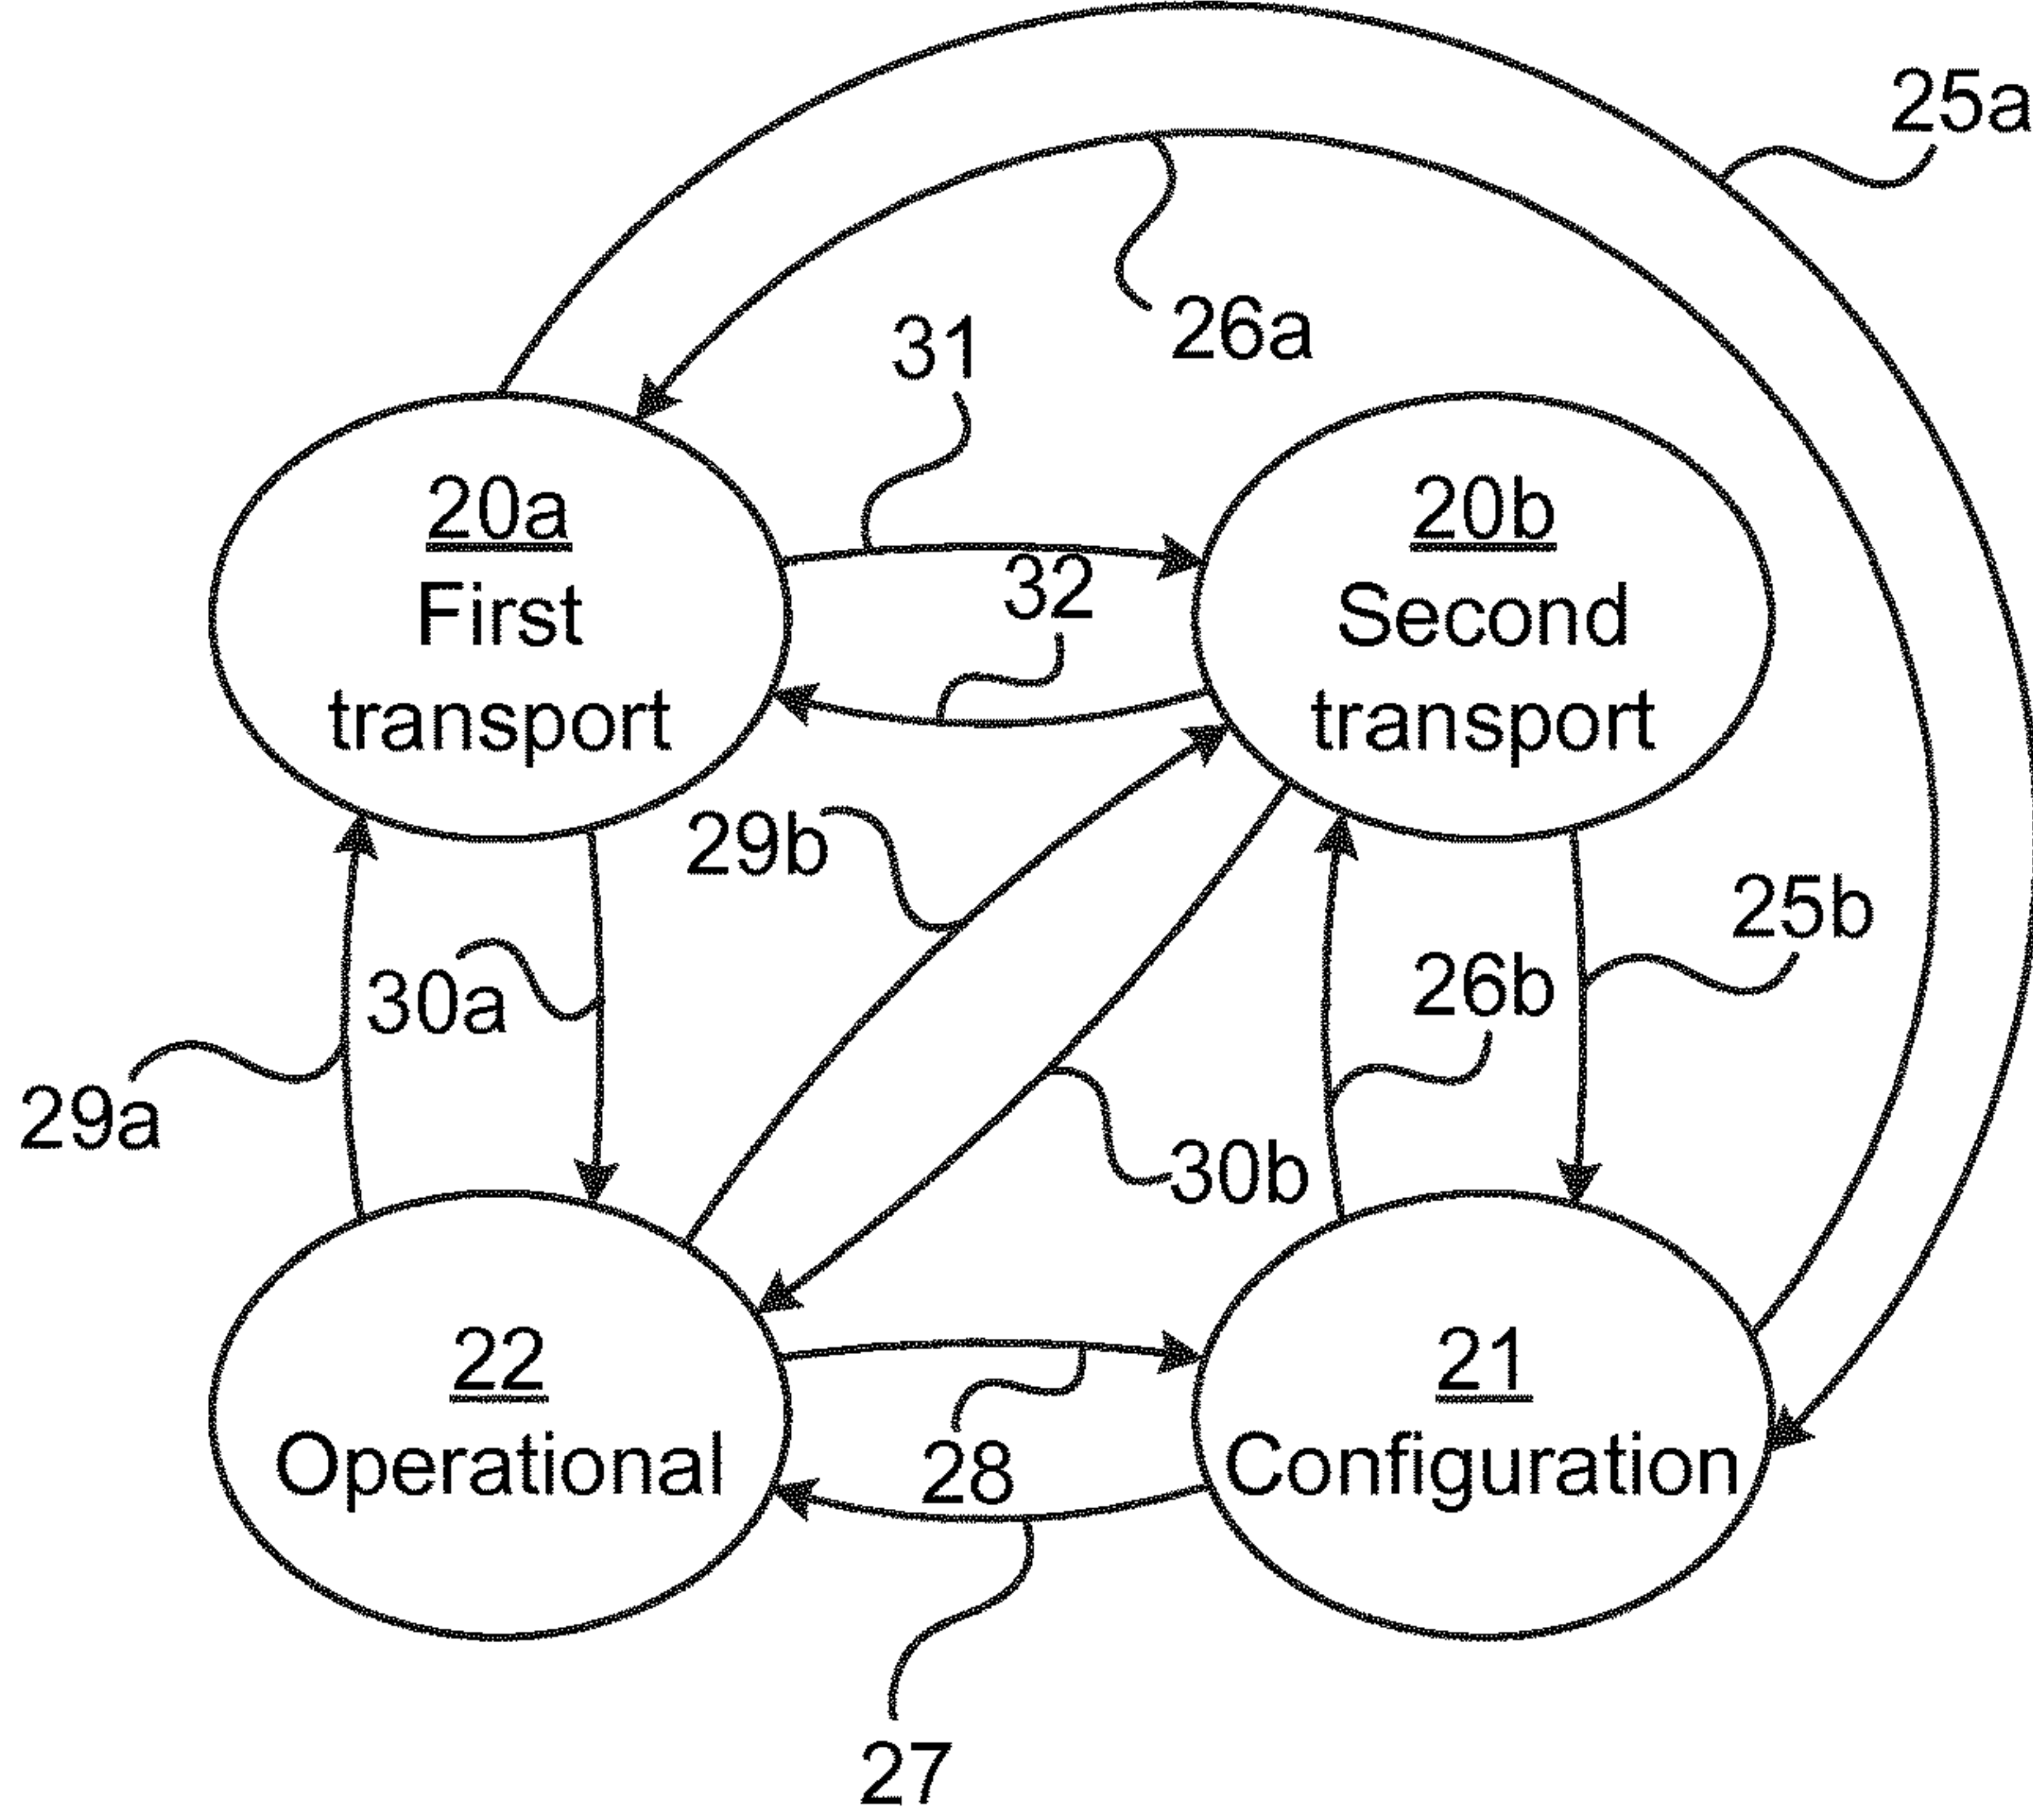 25a
26a
31
20a
First
transport
20b
Second
transport
32
29b
25b
30a
26b
29a
30b
22
Operational
21
Configuration
28
27